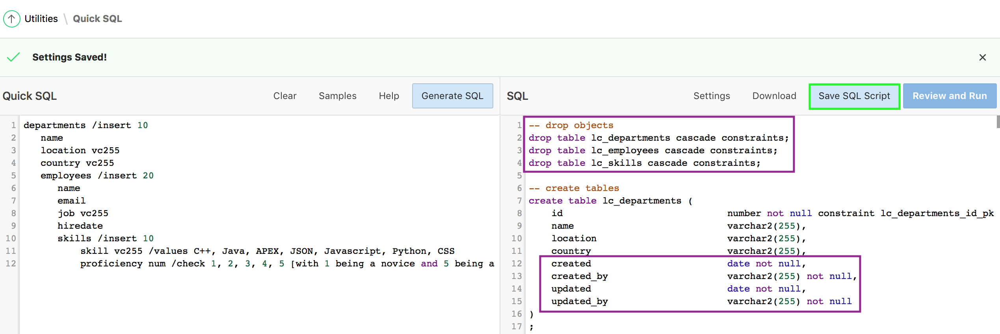 Utilities \ Quick SQL
Settings Saved!
Quick SQL Clear Samples Help Generate SQL
1 departments /insert 10
2 name
3 location vc255
4 country vc255
5 employees /insert 20
6 name
7 email
8 job vc255
9 hiredate
10 skills /insert 10
11 skill vc255 /values C++, Java, APEX, JSON, Javascript, Python, CSS
12 proficiency num /check 1, 2, 3, 4, 5 [with 1 being a novice and 5 being a
SQL Settings Download Save SQL Script Review and Run
1 -- drop objects
2 drop table lc_departments cascade constraints;
3 drop table lc_employees cascade constraints;
4 drop table lc_skills cascade constraints;
5
6 -- create tables
7 create table lc_departments (
8 id number not null constraint lc_departments_id_pk
9 name varchar2(255),
10 location varchar2(255),
11 country varchar2(255),
12 created date not null,
13 created_by varchar2(255) not null,
14 updated date not null,
15 updated_by varchar2(255) not null
16 )
17 ;